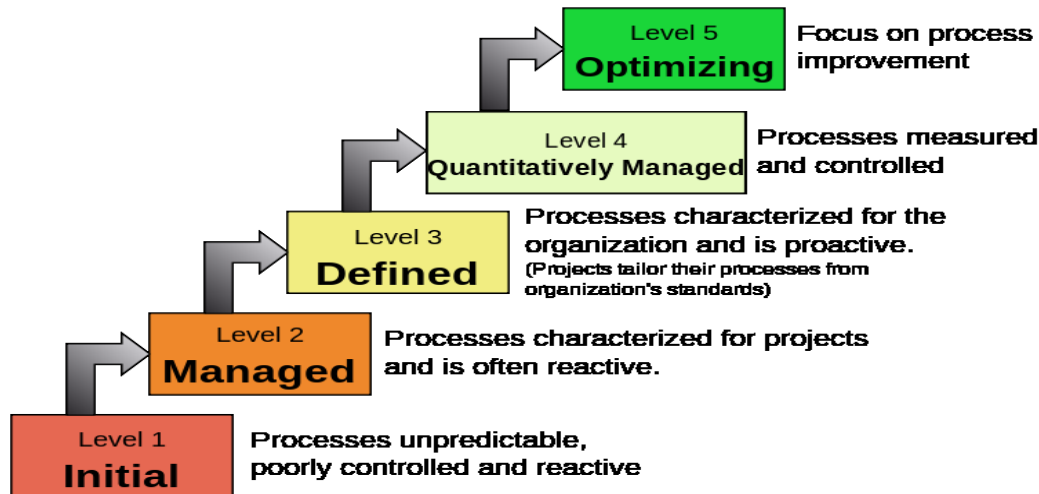 Level 5
Optimizing
Focus on process
improvement
Level 4
Quantitatively Managed
Processes measured
and controlled
Level 3
Defined
Processes characterized for the
organization and is proactive.
(Projects tailor their processes from
organization's standards)
Level 2
Managed
Processes characterized for projects
and is often reactive.
Level 1
Initial
Processes unpredictable,
poorly controlled and reactive